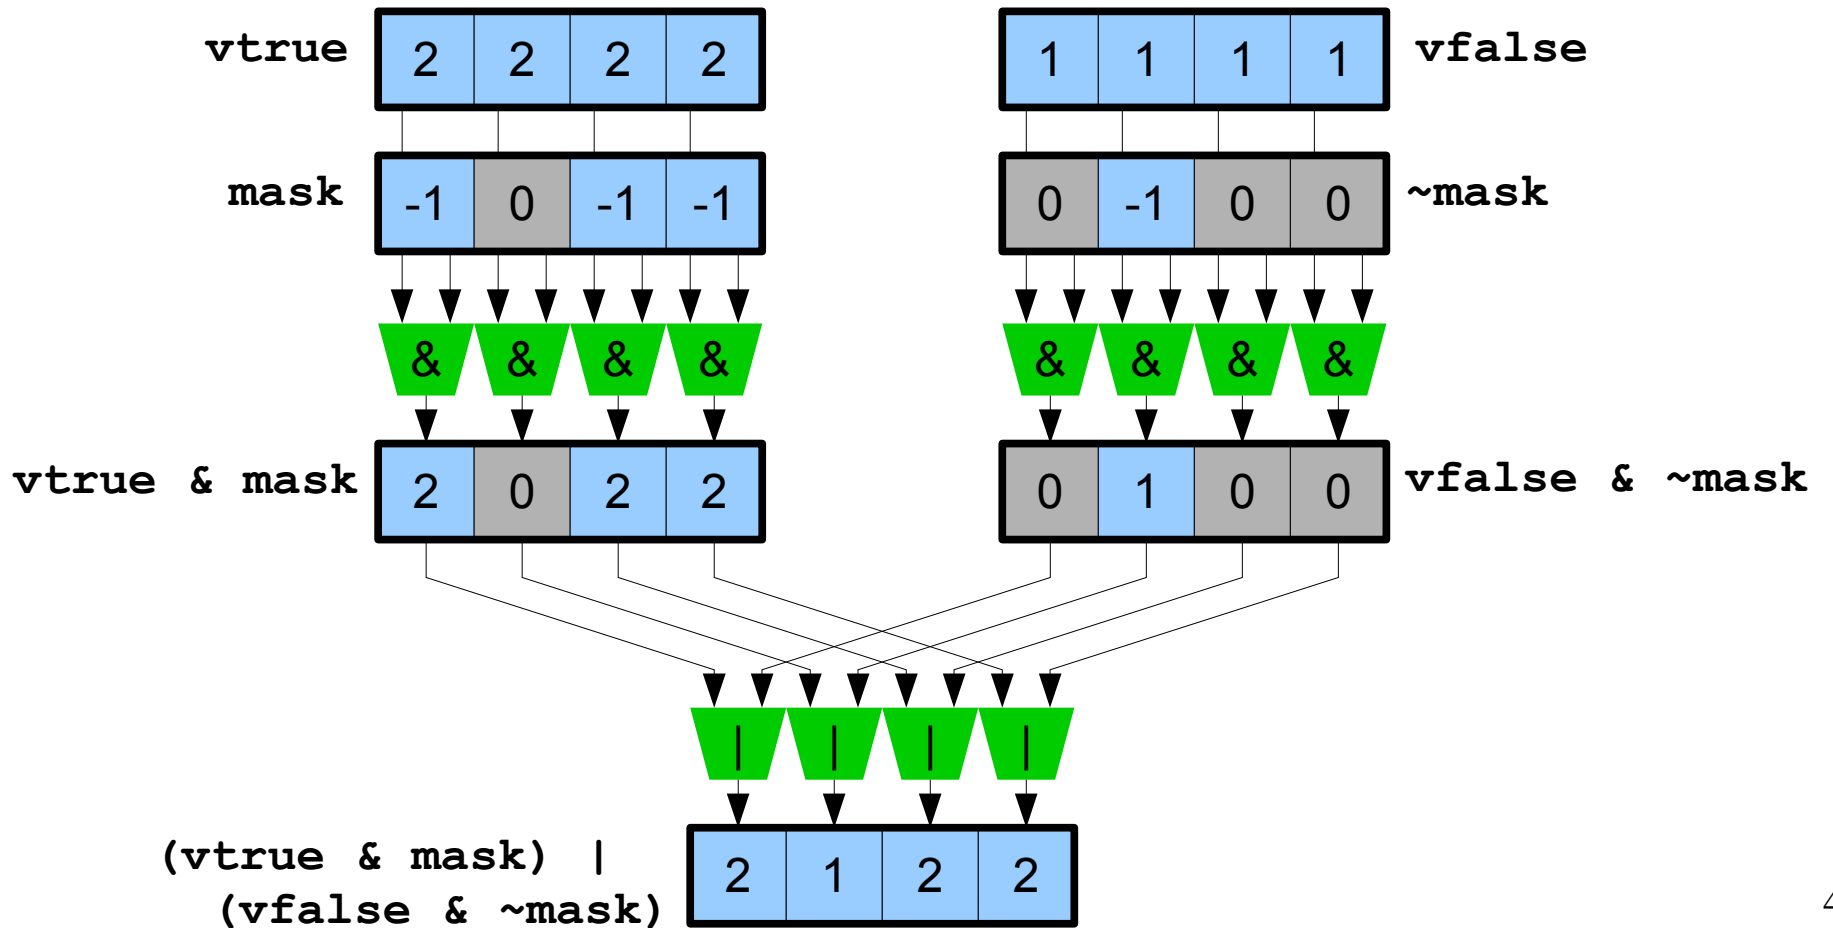 vtrue 2 2 2 2 1 1 1 1 vfalse
mask -1 0 -1 -1 0 -1 0 0 ~mask
& & & & & & & &
vtrue & mask 2 0 2 2 0 1 0 0 vfalse & ~mask
| | | |
(vtrue & mask) |
(vfalse & ~mask) 2 1 2 2